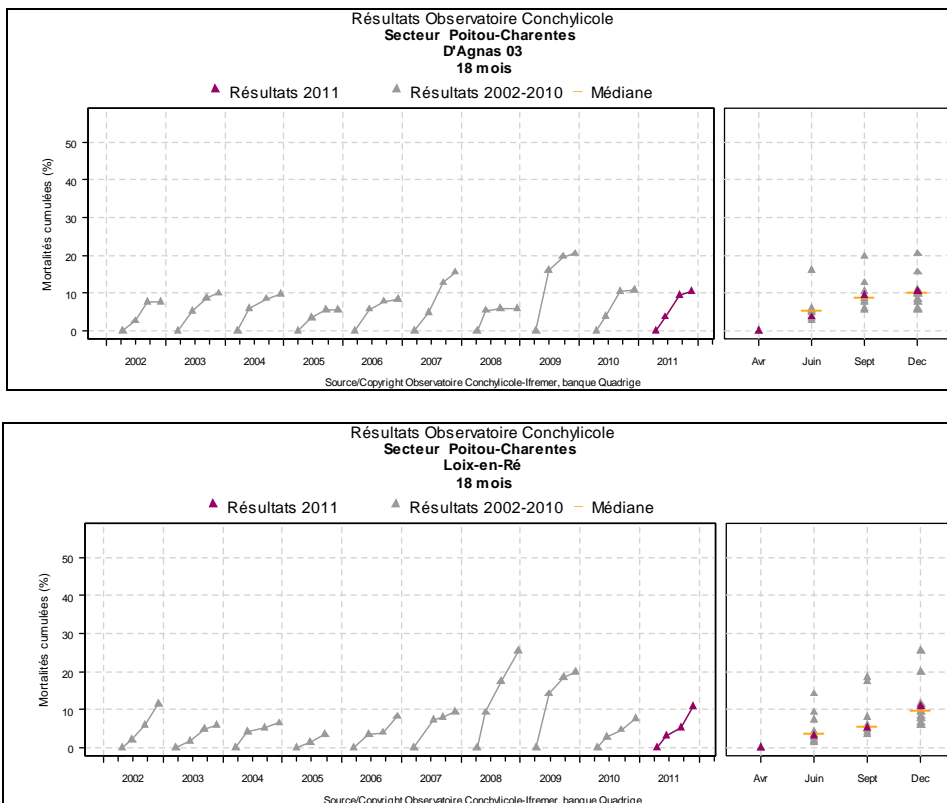 Résultats Observatoire Conchylicole
Secteur Poitou-Charentes
D'Agnas 03
18 mois
Résultats 2011 Résultats 2002-2010 Médiane
Mortalités cumulées (%)
50
40
30
20
10
0
2002 2003 2004 2005 2006 2007 2008 2009 2010 2011 Avr Juin Sept Dec
Source/Copyright Observatoire Conchylicole-Ifremer, banque Quadrige
Résultats Observatoire Conchylicole
Secteur Poitou-Charentes
Loix-en-Ré
18 mois
Résultats 2011 Résultats 2002-2010 Médiane
Mortalités cumulées (%)
50
40
30
20
10
0
2002 2003 2004 2005 2006 2007 2008 2009 2010 2011 Avr Juin Sept Dec
Source/Copyright Observatoire Conchylicole-Ifremer, banque Quadrige